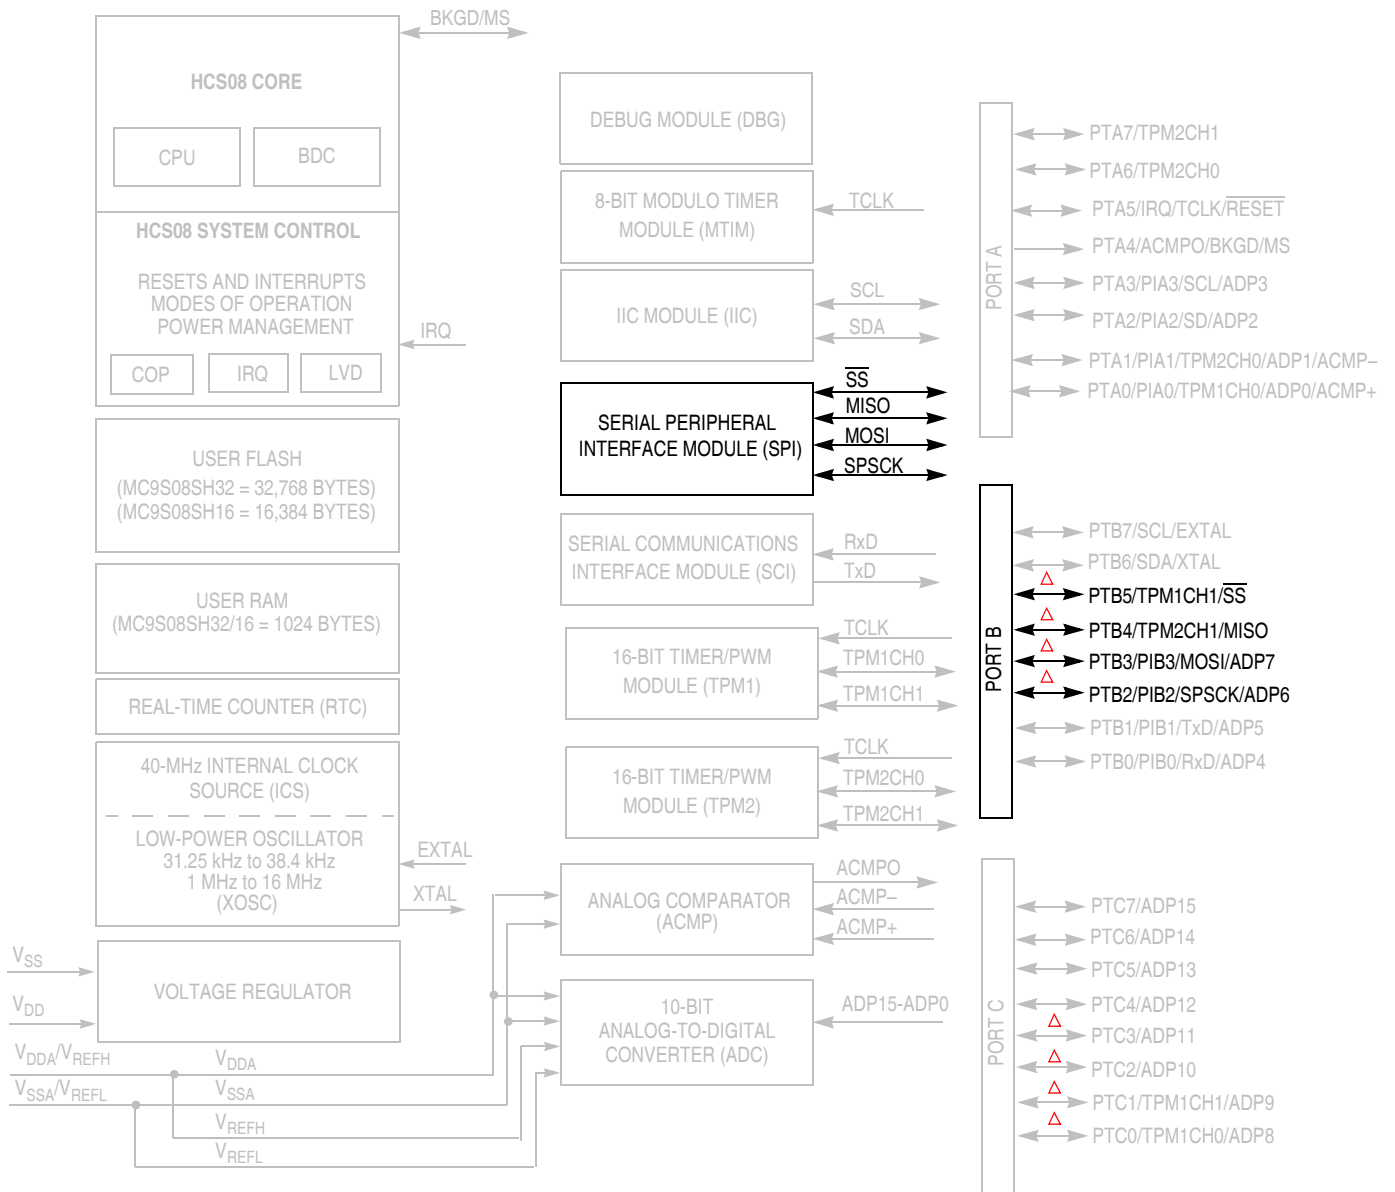 BKGD/MS
HCS08 CORE
CPU
BDC
HCS08 SYSTEM CONTROL
RESETS AND INTERRUPTS
MODES OF OPERATION
POWER MANAGEMENT
IRQ
COP
IRQ
LVD
USER FLASH
(MC9S08SH32 = 32,768 BYTES)
(MC9S08SH16 = 16,384 BYTES)
USER RAM
(MC9S08SH32/16 = 1024 BYTES)
REAL-TIME COUNTER (RTC)
40-MHz INTERNAL CLOCK
SOURCE (ICS)
LOW-POWER OSCILLATOR
31.25 kHz to 38.4 kHz
1 MHz to 16 MHz
(XOSC)
EXTAL
XTAL
VSS
VDD
VOLTAGE REGULATOR
VDDA/VREFH
VSSA/VREFL
VDDA
VSSA
VREFH
VREFL
DEBUG MODULE (DBG)
8-BIT MODULO TIMER
MODULE (MTIM)
TCLK
IIC MODULE (IIC)
SCL
SDA
SERIAL PERIPHERAL
INTERFACE MODULE (SPI)
SS
MISO
MOSI
SPSCK
SERIAL COMMUNICATIONS
INTERFACE MODULE (SCI)
RxD
TxD
16-BIT TIMER/PWM
MODULE (TPM1)
TCLK
TPM1CH0
TPM1CH1
16-BIT TIMER/PWM
MODULE (TPM2)
TCLK
TPM2CH0
TPM2CH1
ANALOG COMPARATOR
(ACMP)
ACMPO
ACMP–
ACMP+
10-BIT
ANALOG-TO-DIGITAL
CONVERTER (ADC)
ADP15-ADP0
PORT A
PTA7/TPM2CH1
PTA6/TPM2CH0
PTA5/IRQ/TCLK/RESET
PTA4/ACMPO/BKGD/MS
PTA3/PIA3/SCL/ADP3
PTA2/PIA2/SD/ADP2
PTA1/PIA1/TPM2CH0/ADP1/ACMP–
PTA0/PIA0/TPM1CH0/ADP0/ACMP+
PORT B
PTB7/SCL/EXTAL
PTB6/SDA/XTAL
PTB5/TPM1CH1/SS
PTB4/TPM2CH1/MISO
PTB3/PIB3/MOSI/ADP7
PTB2/PIB2/SPSCK/ADP6
PTB1/PIB1/TxD/ADP5
PTB0/PIB0/RxD/ADP4
PORT C
PTC7/ADP15
PTC6/ADP14
PTC5/ADP13
PTC4/ADP12
PTC3/ADP11
PTC2/ADP10
PTC1/TPM1CH1/ADP9
PTC0/TPM1CH0/ADP8